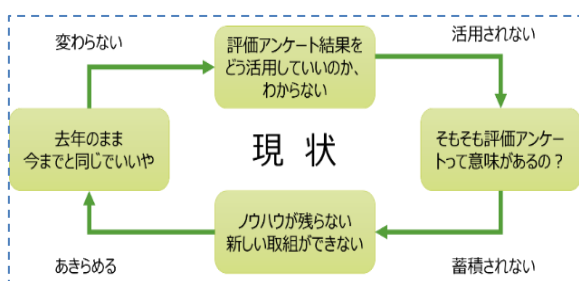 変わらない
評価アンケート結果を
どう活用していいのか、
わからない
活用されない
去年のまま
今までと同じでいいや
現 状
そもそも評価アンケー
トって意味があるの？
ノウハウが残らない
新しい取組ができない
あきらめる
蓄積されない